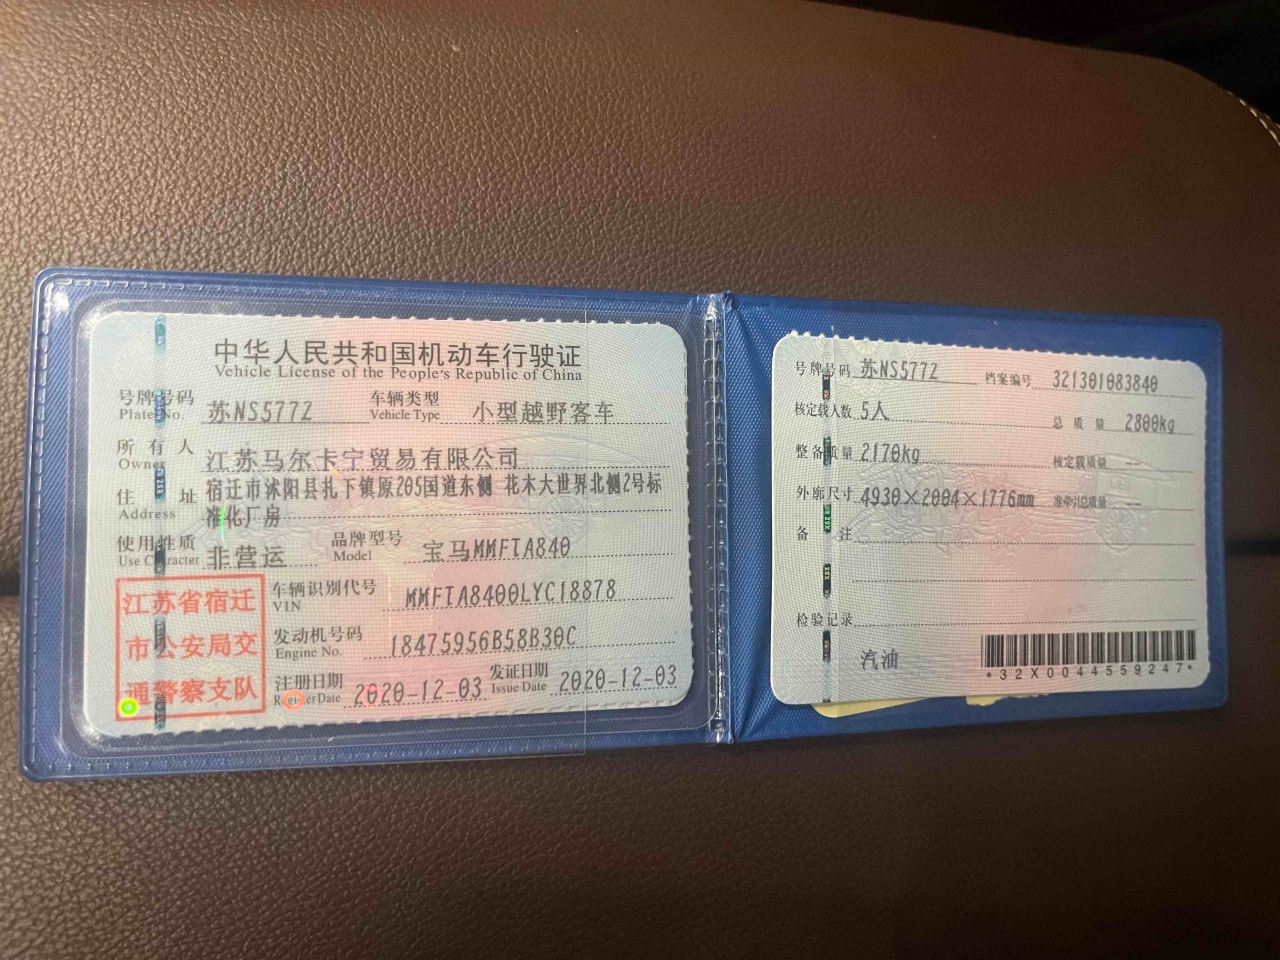 中华人民共和国机动车行驶证
Vehicle License of the People's Republic of China
号牌号码 苏NS577Z 车辆类型 小型越野客车
Plate No. Vehicle Type
所有人 江苏马尔卡宁贸易有限公司
Owner
住址 宿迁市沭阳县扎下镇原205国道东侧 花木大世界北侧2号标
Address 准化厂房
使用性质 非营运 品牌型号 宝马MMFTA840
Use Character Model
江苏省宿迁
市公安局交
通警察支队
车辆识别代号 MMFTA8400LYC18878
VIN
发动机号码 18475956B58B30C
Engine No.
注册日期 2020-12-03 发证日期 2020-12-03
Register Date Issue Date
号牌号码 苏NS577Z 档案编号 321301083840
核定载人数 5人 总质量 2800kg
整备质量 2170kg 核定载质量 --
外廓尺寸 4930×2004×1776mm 准牵引总质量 --
备注
检验记录
汽油
*32X0044559247*